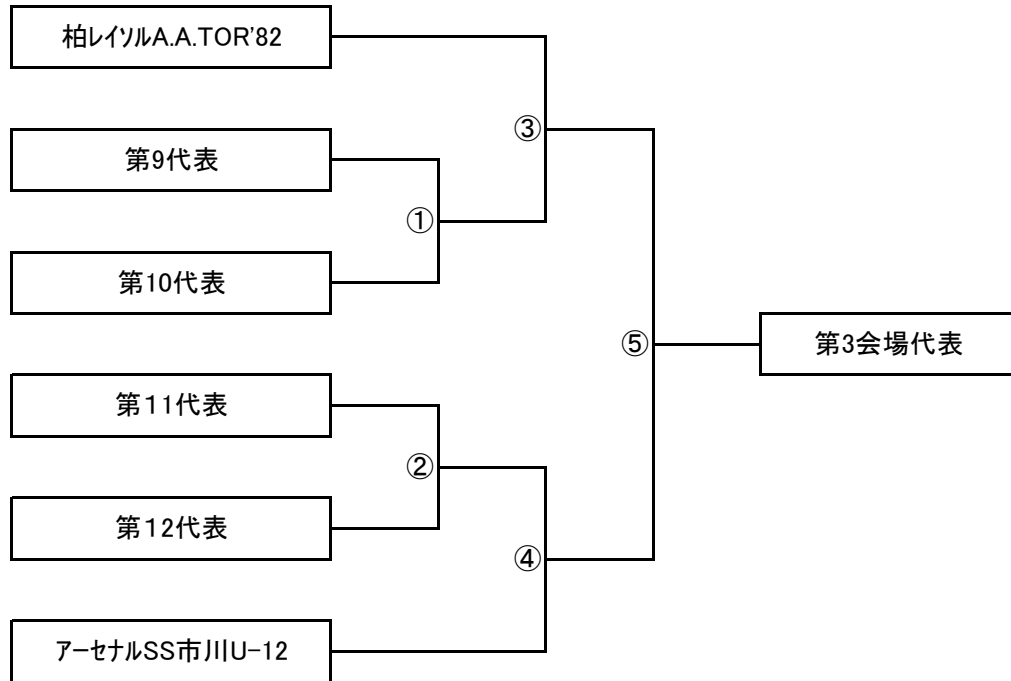 柏ﾚｲｿﾙA.A.TOR'82
③
第9代表
①
第10代表
⑤
第3会場代表
第11代表
②
第12代表
④
ｱｰｾﾅﾙSS市川U-12